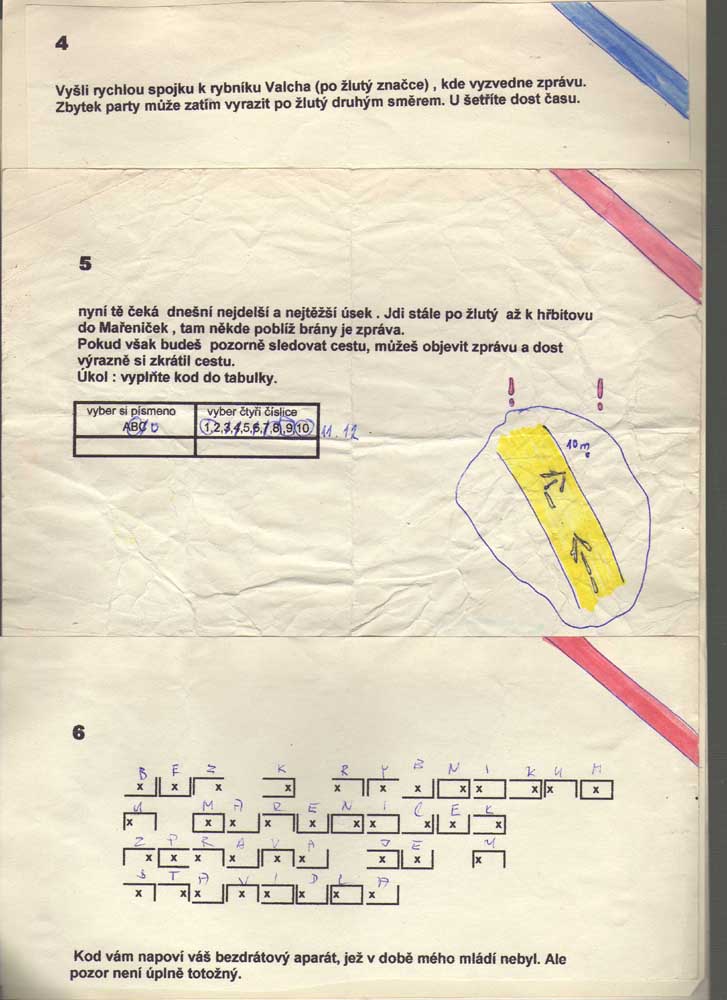 4
Vyšli rychlou spojku k rybníku Valcha (po žlutý značce) , kde vyzvedne zprávu.
Zbytek party může zatím vyrazit po žlutý druhým směrem. U šetříte dost času.
5
nyní tě čeká dnešní nejdelší a nejtěžší úsek . Jdi stále po žlutý až k hřbitovu
do Mařeniček , tam někde poblíž brány je zpráva.
Pokud však budeš pozorně sledovat cestu, můžeš objevit zprávu a dost
výrazně si zkrátil cestu.
Úkol : vyplňte kod do tabulky.
vyber si písmeno vyber čtyři číslice
ABC D 1,2,3,4,5,6,7,8,9,10, 11. 12
! !
10 m
6
B E Z K R Y B N I K U M
x x x x x x x x x x x x
U M A R E N I C E K
x x x x x x x x x x
Z P R A V A J E U
x x x x x x x x x
S T A V I D L A
x x x x x x x x
Kod vám napoví váš bezdrátový aparát, jež v době mého mládí nebyl. Ale
pozor není úplně totožný.